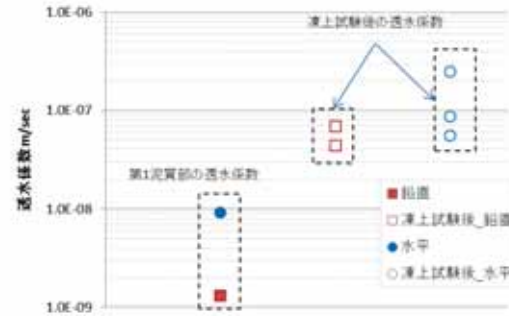 1.0E-06
凍上試験後の透水係数
1.0E-07
透水係数m/sec
第1泥質部の透水係数
1.0E-08
鉛直
凍上試験後_鉛直
水平
凍上試験後_水平
1.0E-09